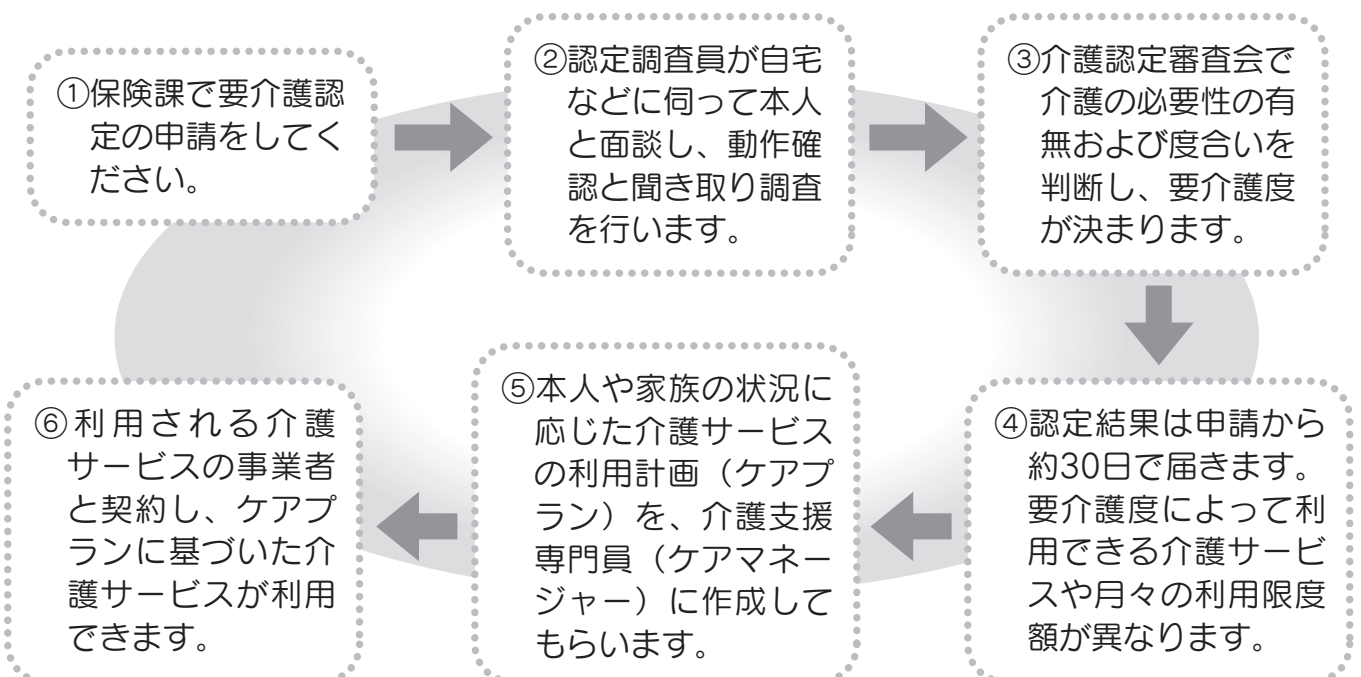 ①保険課で要介護認
定の申請をしてく
ださい。
②認定調査員が自宅
などに伺って本人
と面談し、動作確
認と聞き取り調査
を行います。
③介護認定審査会で
介護の必要性の有
無および度合いを
判断し、要介護度
が決まります。
④認定結果は申請から
約30日で届きます。
要介護度によって利
用できる介護サービ
スや月々の利用限度
額が異なります。
⑤本人や家族の状況に
応じた介護サービス
の利用計画（ケアプ
ラン）を、介護支援
専門員（ケアマネー
ジャー）に作成して
もらいます。
⑥利用される介護
サービスの事業者
と契約し、ケアプ
ランに基づいた介
護サービスが利用
できます。